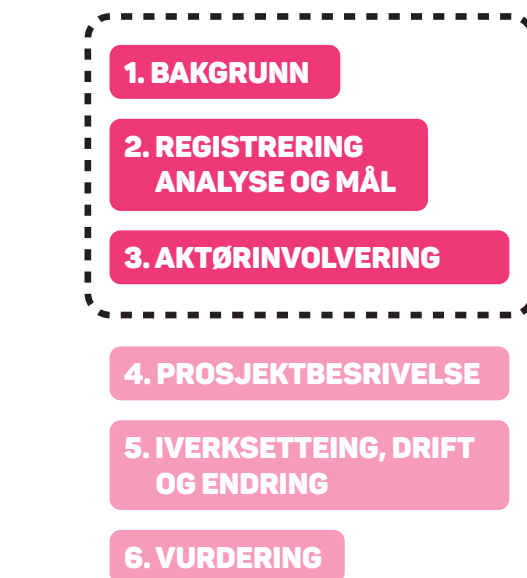 1. BAKGRUNN
2. REGISTRERING
ANALYSE OG MÅL
3. AKTØRINVOLVERING
4. PROSJEKTBESRIVELSE
5. IVERKSETTEING, DRIFT
OG ENDRING
6. VURDERING